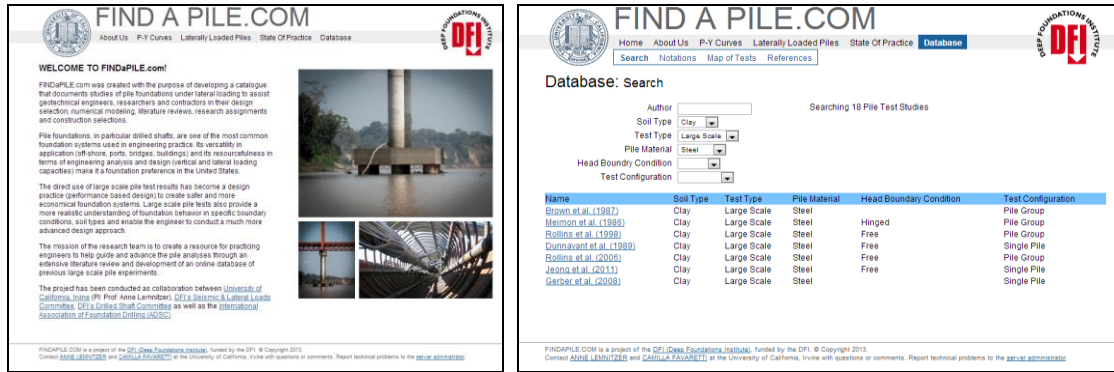 FIND A PILE.COM
About Us P-Y Curves Laterally Loaded Piles State Of Practice Database
DEEP FOUNDATIONS INSTITUTE
DFI
WELCOME TO FINDaPILE.com!
FINDaPILE.com was created with the purpose of developing a catalogue
that documents studies of pile foundations under lateral loading to assist
geotechnical engineers, researchers and contractors in their design
selection, numerical modeling, literature reviews, research assignments
and construction selections.
Pile foundations, in particular drilled shafts, are one of the most common
foundation systems used in engineering practice. Its versatility in
application (off-shore, ports, bridges, buildings) and its resourcefulness in
terms of engineering analysis and design (vertical and lateral loading
capacities) make it a foundation preference in the United States.
The direct use of large scale pile test results has become a design
practice (performance based design) to create safer and more
economical foundation systems. Large scale pile tests also provide a
more realistic understanding of foundation behavior in specific boundary
conditions, soil types and enable the engineer to conduct a much more
advanced design approach.
The mission of the research team is to create a resource for practicing
engineers to help guide and advance the pile analyses through an
extensive literature review and development of an online database of
previous large scale pile experiments.
The project has been conducted as collaboration between University of
California, Irvine (PI: Prof. Anne Lemnitzer), DFI's Seismic & Lateral Loads
Committee, DFI's Drilled Shaft Committee as well as the International
Association of Foundation Drilling (ADSC).
FINDAPILE.COM is a project of the DFI (Deep Foundations Institute), funded by the DFI. © Copyright 2013.
Contact ANNE LEMNITZER and CAMILLA FAVARETTI at the University of California, Irvine with questions or comments. Report technical problems to the server administrator.
FIND A PILE.COM
Home About Us P-Y Curves Laterally Loaded Piles State Of Practice Database
Search Notations Map of Tests References
DEEP FOUNDATIONS INSTITUTE
DFI
Database: Search
Author Searching 18 Pile Test Studies
Soil Type Clay
Test Type Large Scale
Pile Material Steel
Head Boundry Condition
Test Configuration
Name Soil Type Test Type Pile Material Head Boundry Condition Test Configuration
Brown et al. (1987) Clay Large Scale Steel Pile Group
Meimon et al. (1986) Clay Large Scale Steel Hinged Pile Group
Rollins et al. (1998) Clay Large Scale Steel Free Pile Group
Dunnavant et al. (1989) Clay Large Scale Steel Free Single Pile
Rollins et al. (2006) Clay Large Scale Steel Free Pile Group
Jeong et al. (2011) Clay Large Scale Steel Free Single Pile
Gerber et al. (2008) Clay Large Scale Steel Single Pile
FINDAPILE.COM is a project of the DFI (Deep Foundations Institute), funded by the DFI. © Copyright 2013.
Contact ANNE LEMNITZER and CAMILLA FAVARETTI at the University of California, Irvine with questions or comments. Report technical problems to the server administrator.